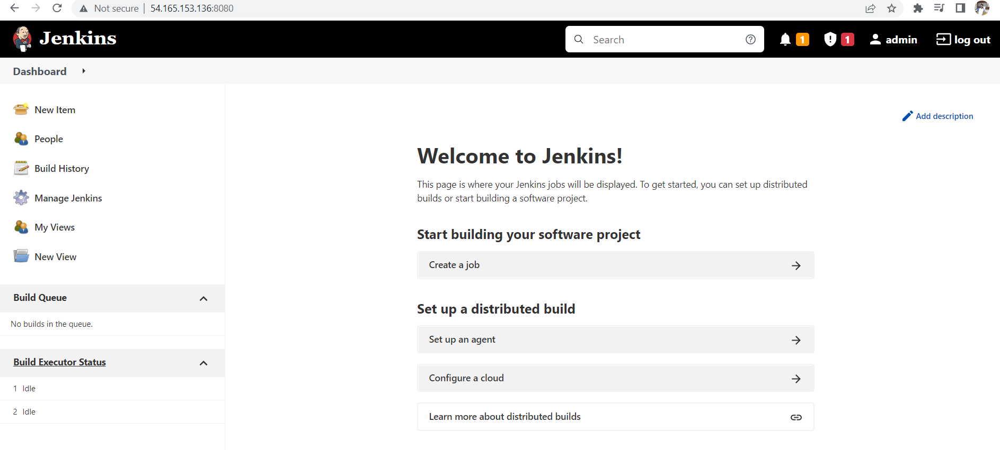 Not secure | 54.165.153.136:8080
Jenkins
Search
1
1
admin
log out
Dashboard
New Item
People
Build History
Manage Jenkins
My Views
New View
Build Queue
No builds in the queue.
Build Executor Status
1 Idle
2 Idle
Add description
Welcome to Jenkins!
This page is where your Jenkins jobs will be displayed. To get started, you can set up distributed
builds or start building a software project.
Start building your software project
Create a job
Set up a distributed build
Set up an agent
Configure a cloud
Learn more about distributed builds